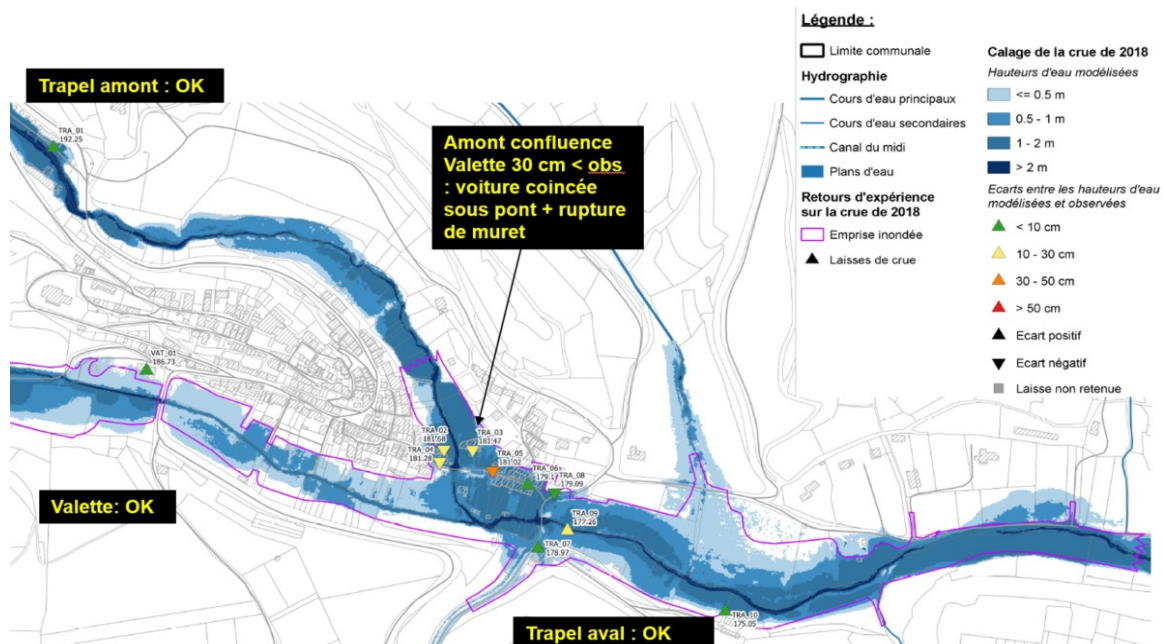 Trapel amont : OK
TRA_01
192.25
Amont confluence
Valette 30 cm < obs
: voiture coincée
sous pont + rupture
de muret
VAT_01
186.73
TRA_02
181.68
TRA_03
181.47
TRA_04
181.28
TRA_05
181.02
TRA_06
179.1
TRA_08
179.09
TRA_09
177.26
TRA_07
178.97
TRA_10
175.05
Valette: OK
Trapel aval : OK
Légende :
Limite communale
Hydrographie
Cours d'eau principaux
Cours d'eau secondaires
Canal du midi
Plans d'eau
Retours d'expérience
sur la crue de 2018
Emprise inondée
Laisses de crue
Calage de la crue de 2018
Hauteurs d'eau modélisées
<= 0.5 m
0.5 - 1 m
1 - 2 m
> 2 m
Ecarts entre les hauteurs d'eau
modélisées et observées
< 10 cm
10 - 30 cm
30 - 50 cm
> 50 cm
Ecart positif
Ecart négatif
Laisse non retenue